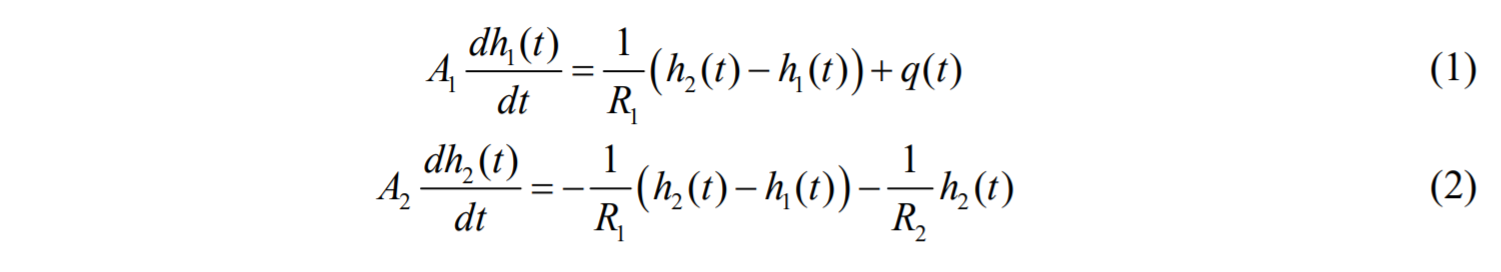 A₁ dh₁(t)/dt = 1/R₁ (h₂(t) − h₁(t)) + q(t) (1)
A₂ dh₂(t)/dt = − 1/R₁ (h₂(t) − h₁(t)) − 1/R₂ h₂(t) (2)